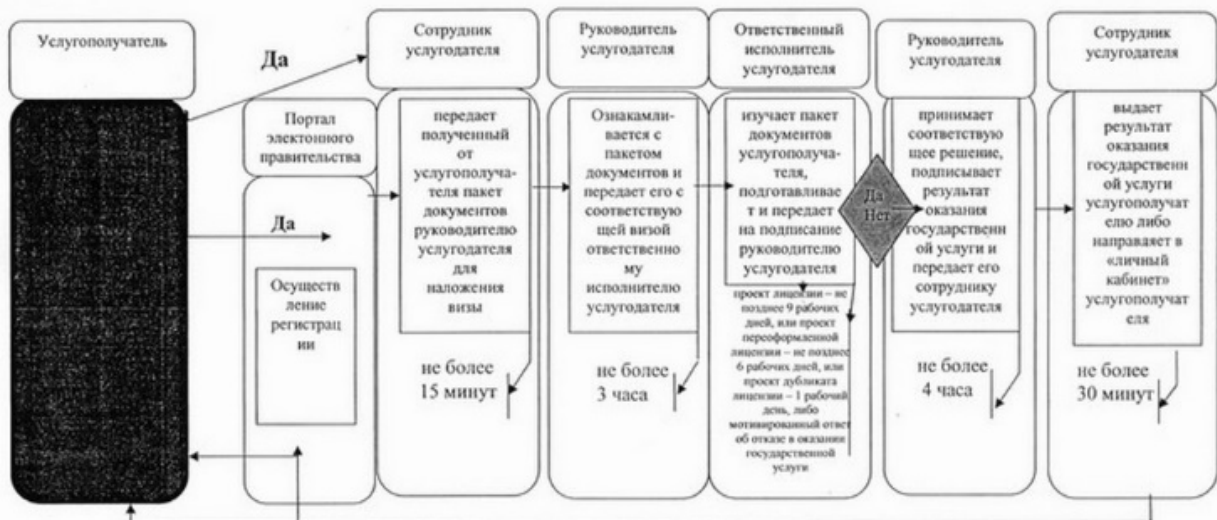 Услугополучатель
Да
Да
Портал
электонного
правительства
Осуществ
ление
регистрац
ии
Сотрудник
услугодателя
передает
полученный
от
услугополуча-
теля пакет
документов
руководителю
услугодателя
для
наложения
визы
не более
15 минут
Руководитель
услугодателя
Ознакамли-
вается с
пакетом
документов и
передает его с
соответствую
щей визой
ответственно
му
исполнителю
услугодателя
не более
3 часа
Ответственный
исполнитель
услугодателя
изучает пакет
документов
услугополуча-
теля,
подготавливае
т и передает
на подписание
руководителю
услугодателя
проект лицензии – не
позднее 9 рабочих
дней, или проект
переоформленной
лицензии – не позднее
6 рабочих дней, или
проект дубликата
лицензии – 1 рабочий
день, либо
мотивированный ответ
об отказе в оказании
государственной
услуги
Да
Нет
Руководитель
услугодателя
принимает
соответствую
щее решение,
подписывает
результат
оказания
государственн
ой услуги и
передает его
сотруднику
услугодателя
не более
4 часа
Сотрудник
услугодателя
выдает
результат
оказания
государственн
ой услуги
услугополучат
елю либо
направдяет в
«личный
кабинет»
услугополучат
еля
не более
30 минут